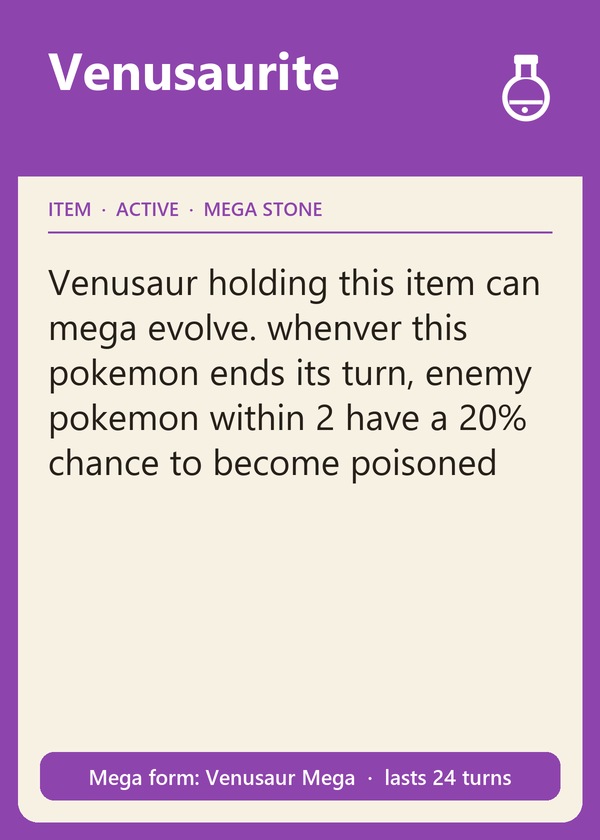 Venusaurite
ITEM · ACTIVE · MEGA STONE
Venusaur holding this item can
mega evolve. whenver this
pokemon ends its turn, enemy
pokemon within 2 have a 20%
chance to become poisoned
Mega form: Venusaur Mega · lasts 24 turns